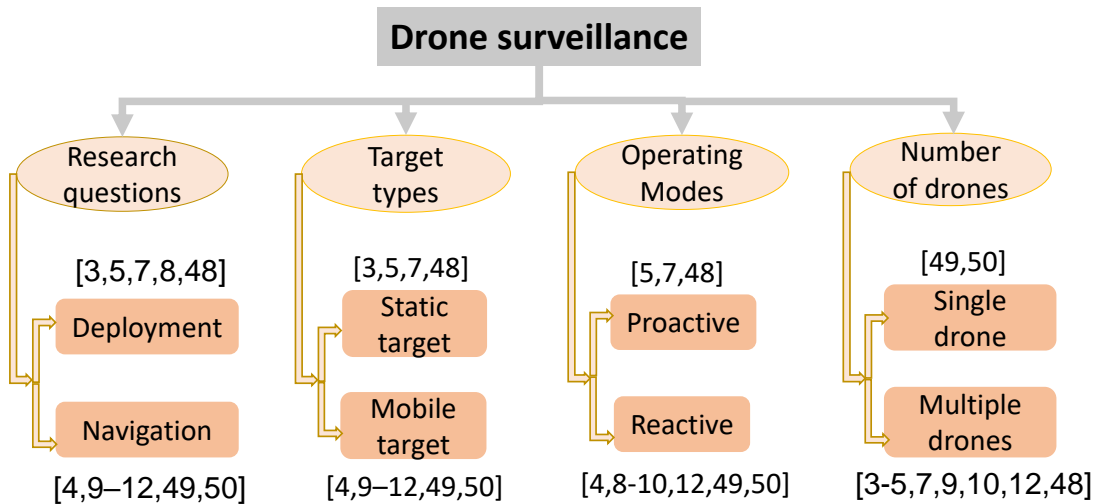 Drone surveillance
Research
questions
[3,5,7,8,48]
Deployment
Navigation
[4,9–12,49,50]
Target
types
[3,5,7,48]
Static
target
Mobile
target
[4,9–12,49,50]
Operating
Modes
[5,7,48]
Proactive
Reactive
[4,8-10,12,49,50]
Number
of drones
[49,50]
Single
drone
Multiple
drones
[3-5,7,9,10,12,48]